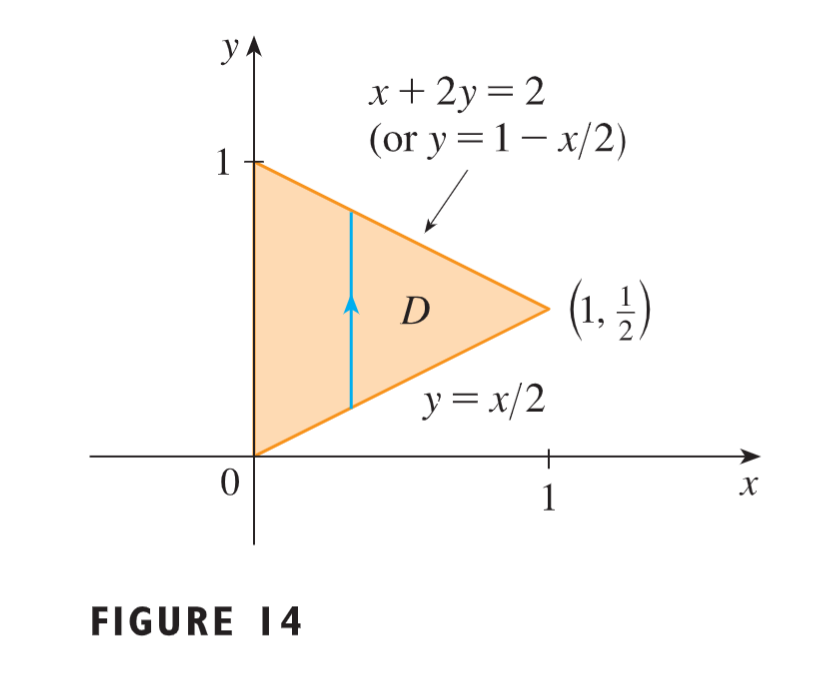 y
x + 2y = 2
(or y = 1 − x/2)
1
D
(1, 1/2)
y = x/2
0
1
x
FIGURE 14